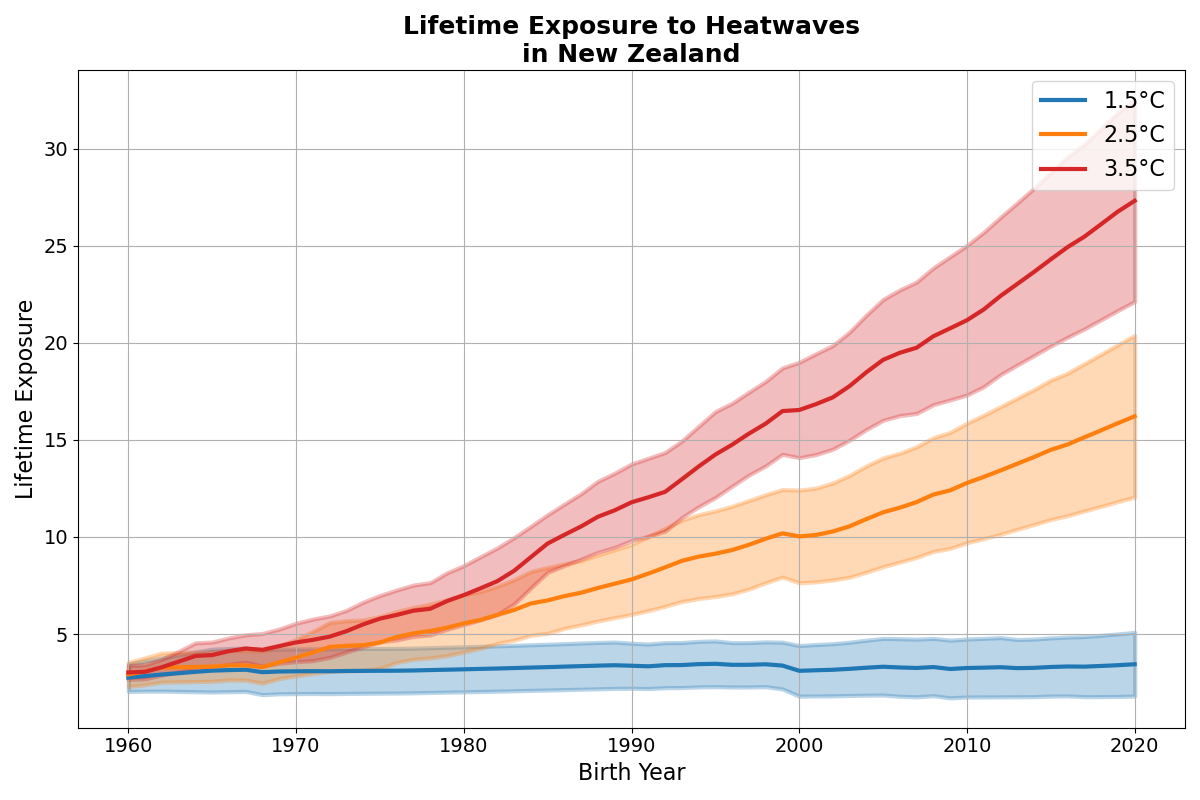 Lifetime Exposure to Heatwaves
in New Zealand
1.5°C
2.5°C
3.5°C
Lifetime Exposure
30
25
20
15
10
5
1960
1970
1980
1990
2000
2010
2020
Birth Year